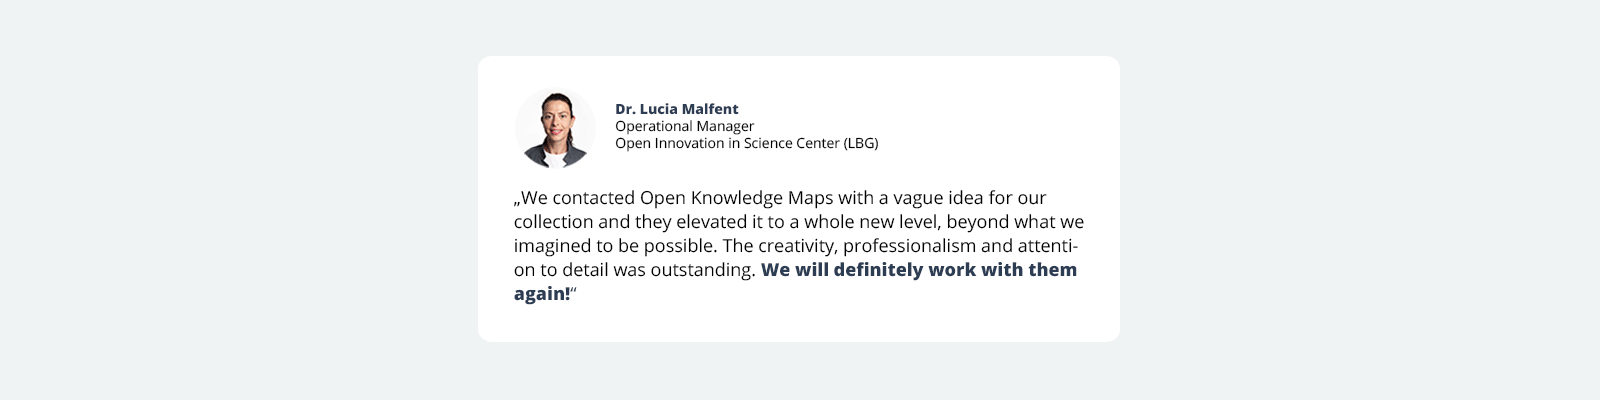 Dr. Lucia Malfent
Operational Manager
Open Innovation in Science Center (LBG)
„We contacted Open Knowledge Maps with a vague idea for our
collection and they elevated it to a whole new level, beyond what we
imagined to be possible. The creativity, professionalism and attenti-
on to detail was outstanding. We will definitely work with them
again!“